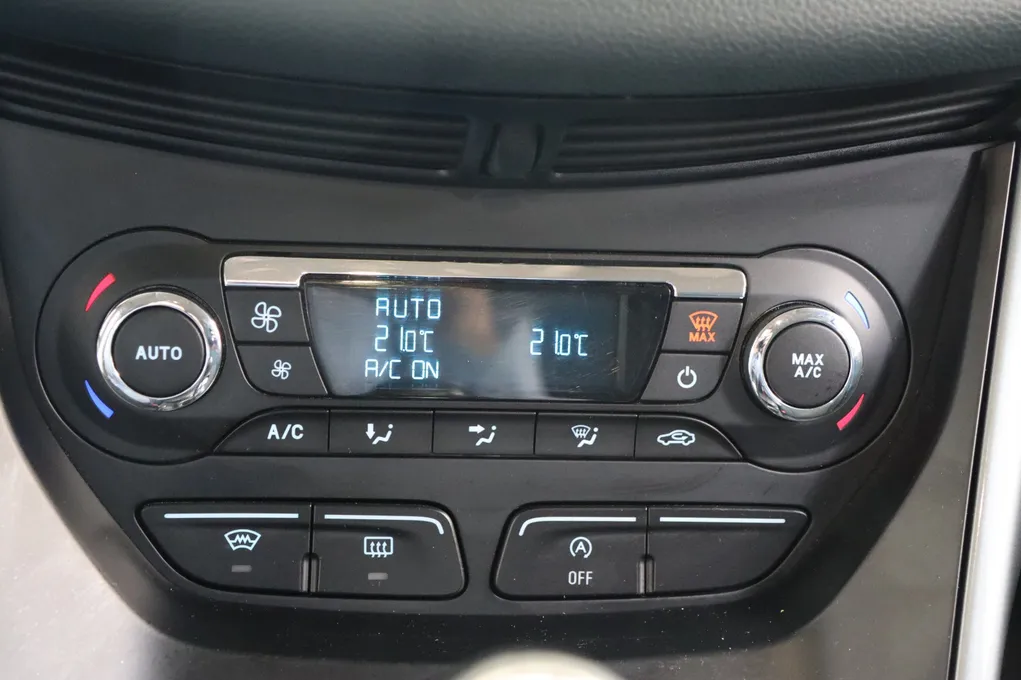 AUTO
AUTO
21.0°C
A/C ON
21.0°C
MAX
MAX
A/C
A/C
A
OFF